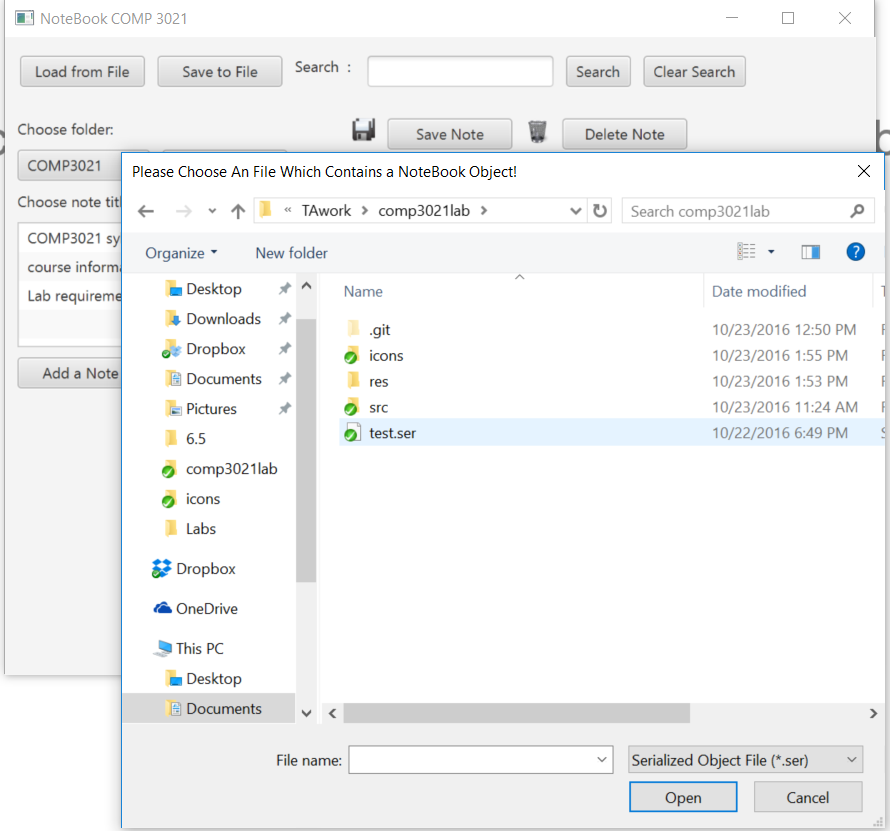 NoteBook COMP 3021
Load from File Save to File Search : Search Clear Search
Choose folder: Save Note Delete Note
COMP3021
Choose note titl
COMP3021 sy
course informa
Lab requireme
Add a Note
Please Choose An File Which Contains a NoteBook Object!
« TAwork > comp3021lab > Search comp3021lab
Organize New folder ?
Desktop
Downloads
Dropbox
Documents
Pictures
6.5
comp3021lab
icons
Labs
Dropbox
OneDrive
This PC
Desktop
Documents
Name Date modified
.git 10/23/2016 12:50 PM
icons 10/23/2016 1:55 PM
res 10/23/2016 1:53 PM
src 10/23/2016 11:24 AM
test.ser 10/22/2016 6:49 PM
File name: Serialized Object File (*.ser)
Open Cancel